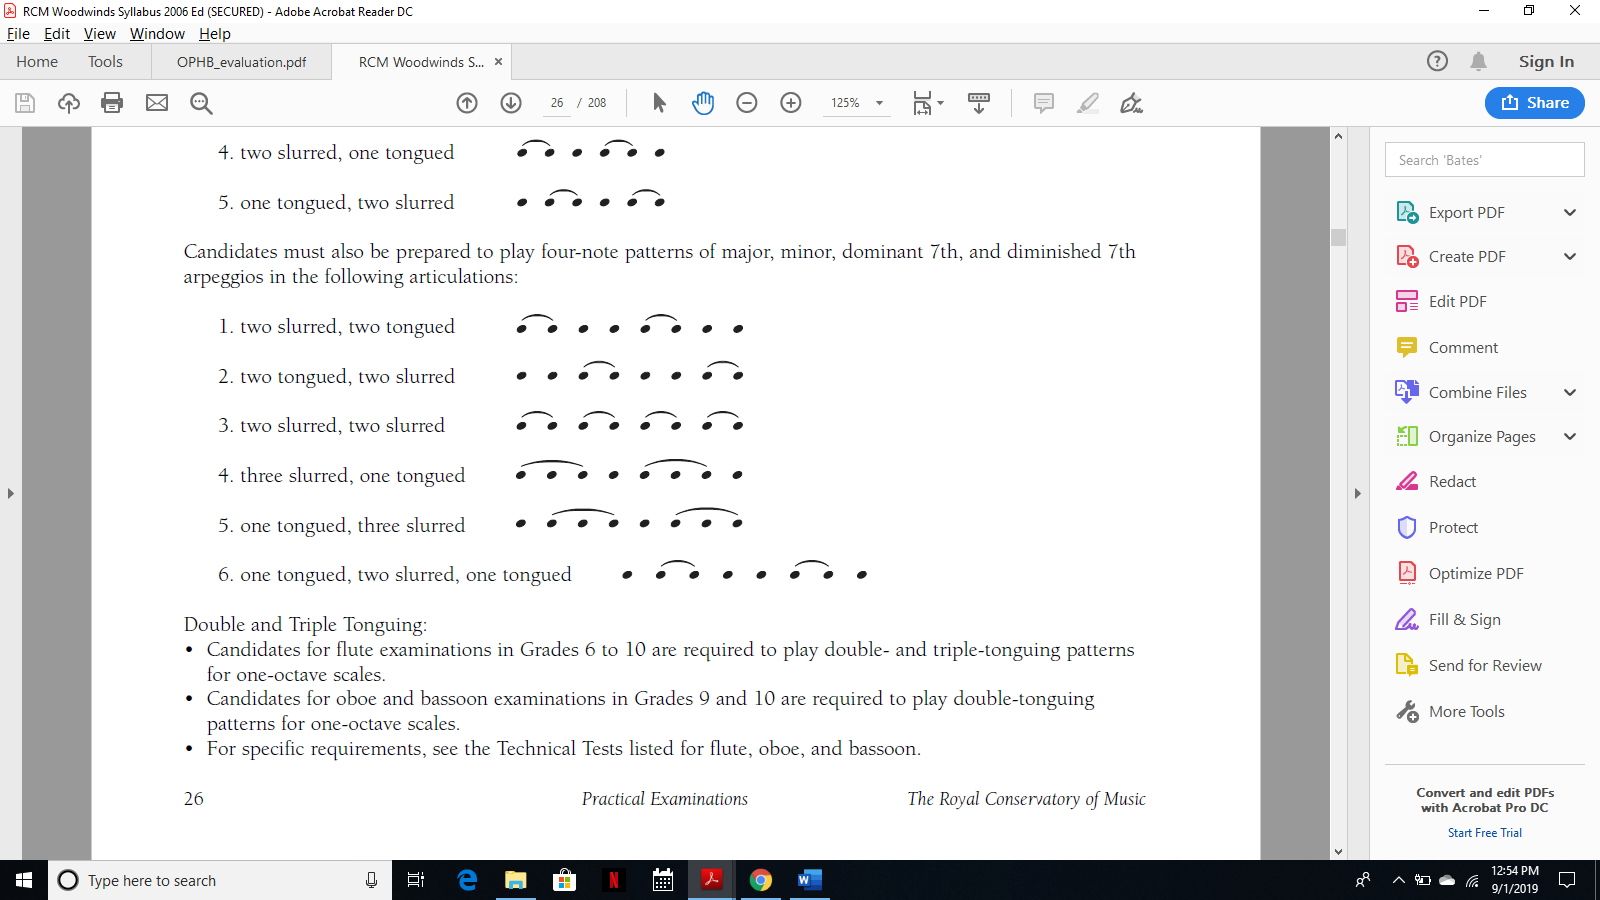 RCM Woodwinds Syllabus 2006 Ed (SECURED) - Adobe Acrobat Reader DC
File Edit View Window Help
Home Tools OPHB_evaluation.pdf RCM Woodwinds S... × Sign In
26 / 208 125% Share
4. two slurred, one tongued
5. one tongued, two slurred
Candidates must also be prepared to play four-note patterns of major, minor, dominant 7th, and diminished 7th
arpeggios in the following articulations:
1. two slurred, two tongued
2. two tongued, two slurred
3. two slurred, two slurred
4. three slurred, one tongued
5. one tongued, three slurred
6. one tongued, two slurred, one tongued
Double and Triple Tonguing:
• Candidates for flute examinations in Grades 6 to 10 are required to play double- and triple-tonguing patterns
for one-octave scales.
• Candidates for oboe and bassoon examinations in Grades 9 and 10 are required to play double-tonguing
patterns for one-octave scales.
• For specific requirements, see the Technical Tests listed for flute, oboe, and bassoon.
26 Practical Examinations The Royal Conservatory of Music
Search 'Bates'
Export PDF
Create PDF
Edit PDF
Comment
Combine Files
Organize Pages
Redact
Protect
Optimize PDF
Fill & Sign
Send for Review
More Tools
Convert and edit PDFs
with Acrobat Pro DC
Start Free Trial
Type here to search
12:54 PM
9/1/2019